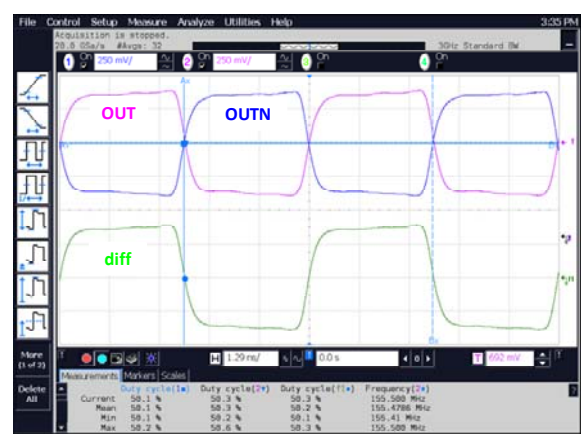 File Control Setup Measure Analyze Utilities Help 3:35 PM
Acquisition is stopped.
20.0 GSa/s #Avgs: 32 3GHz Standard BW
1 On 250 mV/ 2 On 250 mV/ 3 On 4 On
OUT OUTN
diff
More
(1 of 2)
Delete
All
H 1.29 ns/ 0.0 s 0 T 692 mV
Measurements Markers Scales
Duty cycle(1) Duty cycle(2) Duty cycle(f1) Frequency(2)
Current 50.1 % 50.3 % 50.3 % 155.500 MHz
Mean 50.1 % 50.3 % 50.2 % 155.4786 MHz
Min 50.1 % 50.2 % 50.1 % 155.41 MHz
Max 50.2 % 50.6 % 50.3 % 155.500 MHz